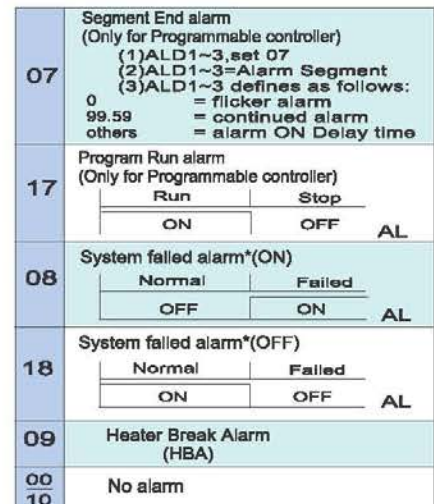 07
Segment End alarm
(Only for Programmable controller)
(1)ALD1~3,set 07
(2)ALD1~3=Alarm Segment
(3)ALD1~3 defines as follows:
0 = flicker alarm
99.59 = continued alarm
others = alarm ON Delay time
17
Program Run alarm
(Only for Programmable controller)
Run Stop
ON OFF AL
08
System failed alarm*(ON)
Normal Failed
OFF ON AL
18
System failed alarm*(OFF)
Normal Failed
ON OFF AL
09
Heater Break Alarm
(HBA)
00
10
No alarm